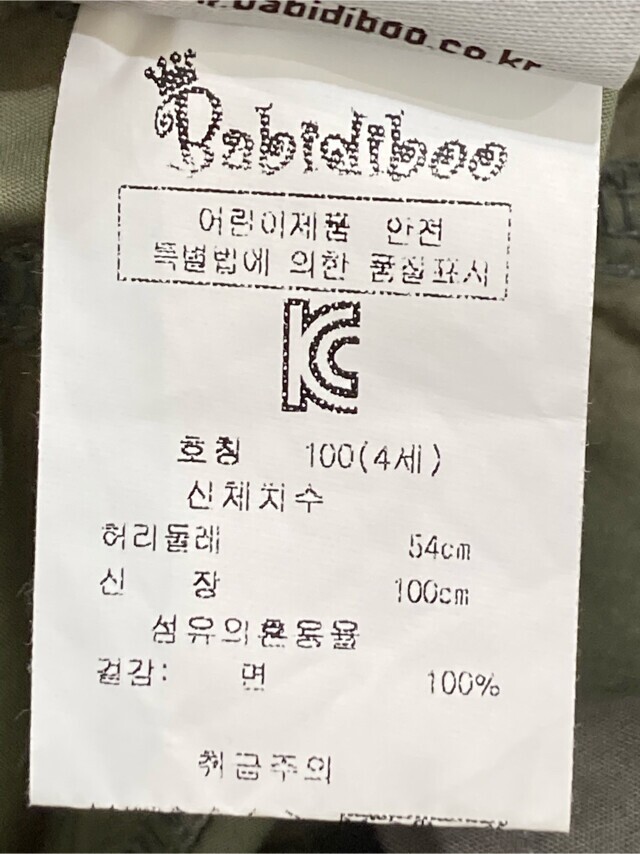 babidiboo.co.kr
Babidiboo
어린이제품 안전
특별법에 의한 품질표시
KC
호칭 100(4세)
신체치수
허리둘레 54cm
신 장 100cm
섬유의혼용율
겉감: 면 100%
취급주의